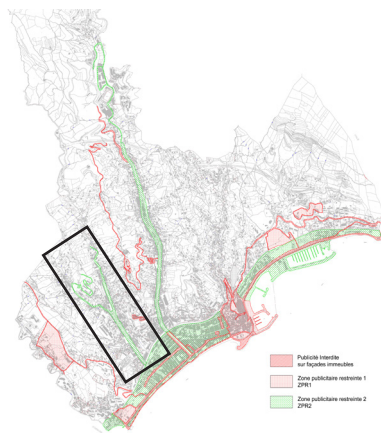 Publicité Interdite
sur façades immeubles
Zone publicitaire restreinte 1
ZPR1
Zone publicitaire restreinte 2
ZPR2